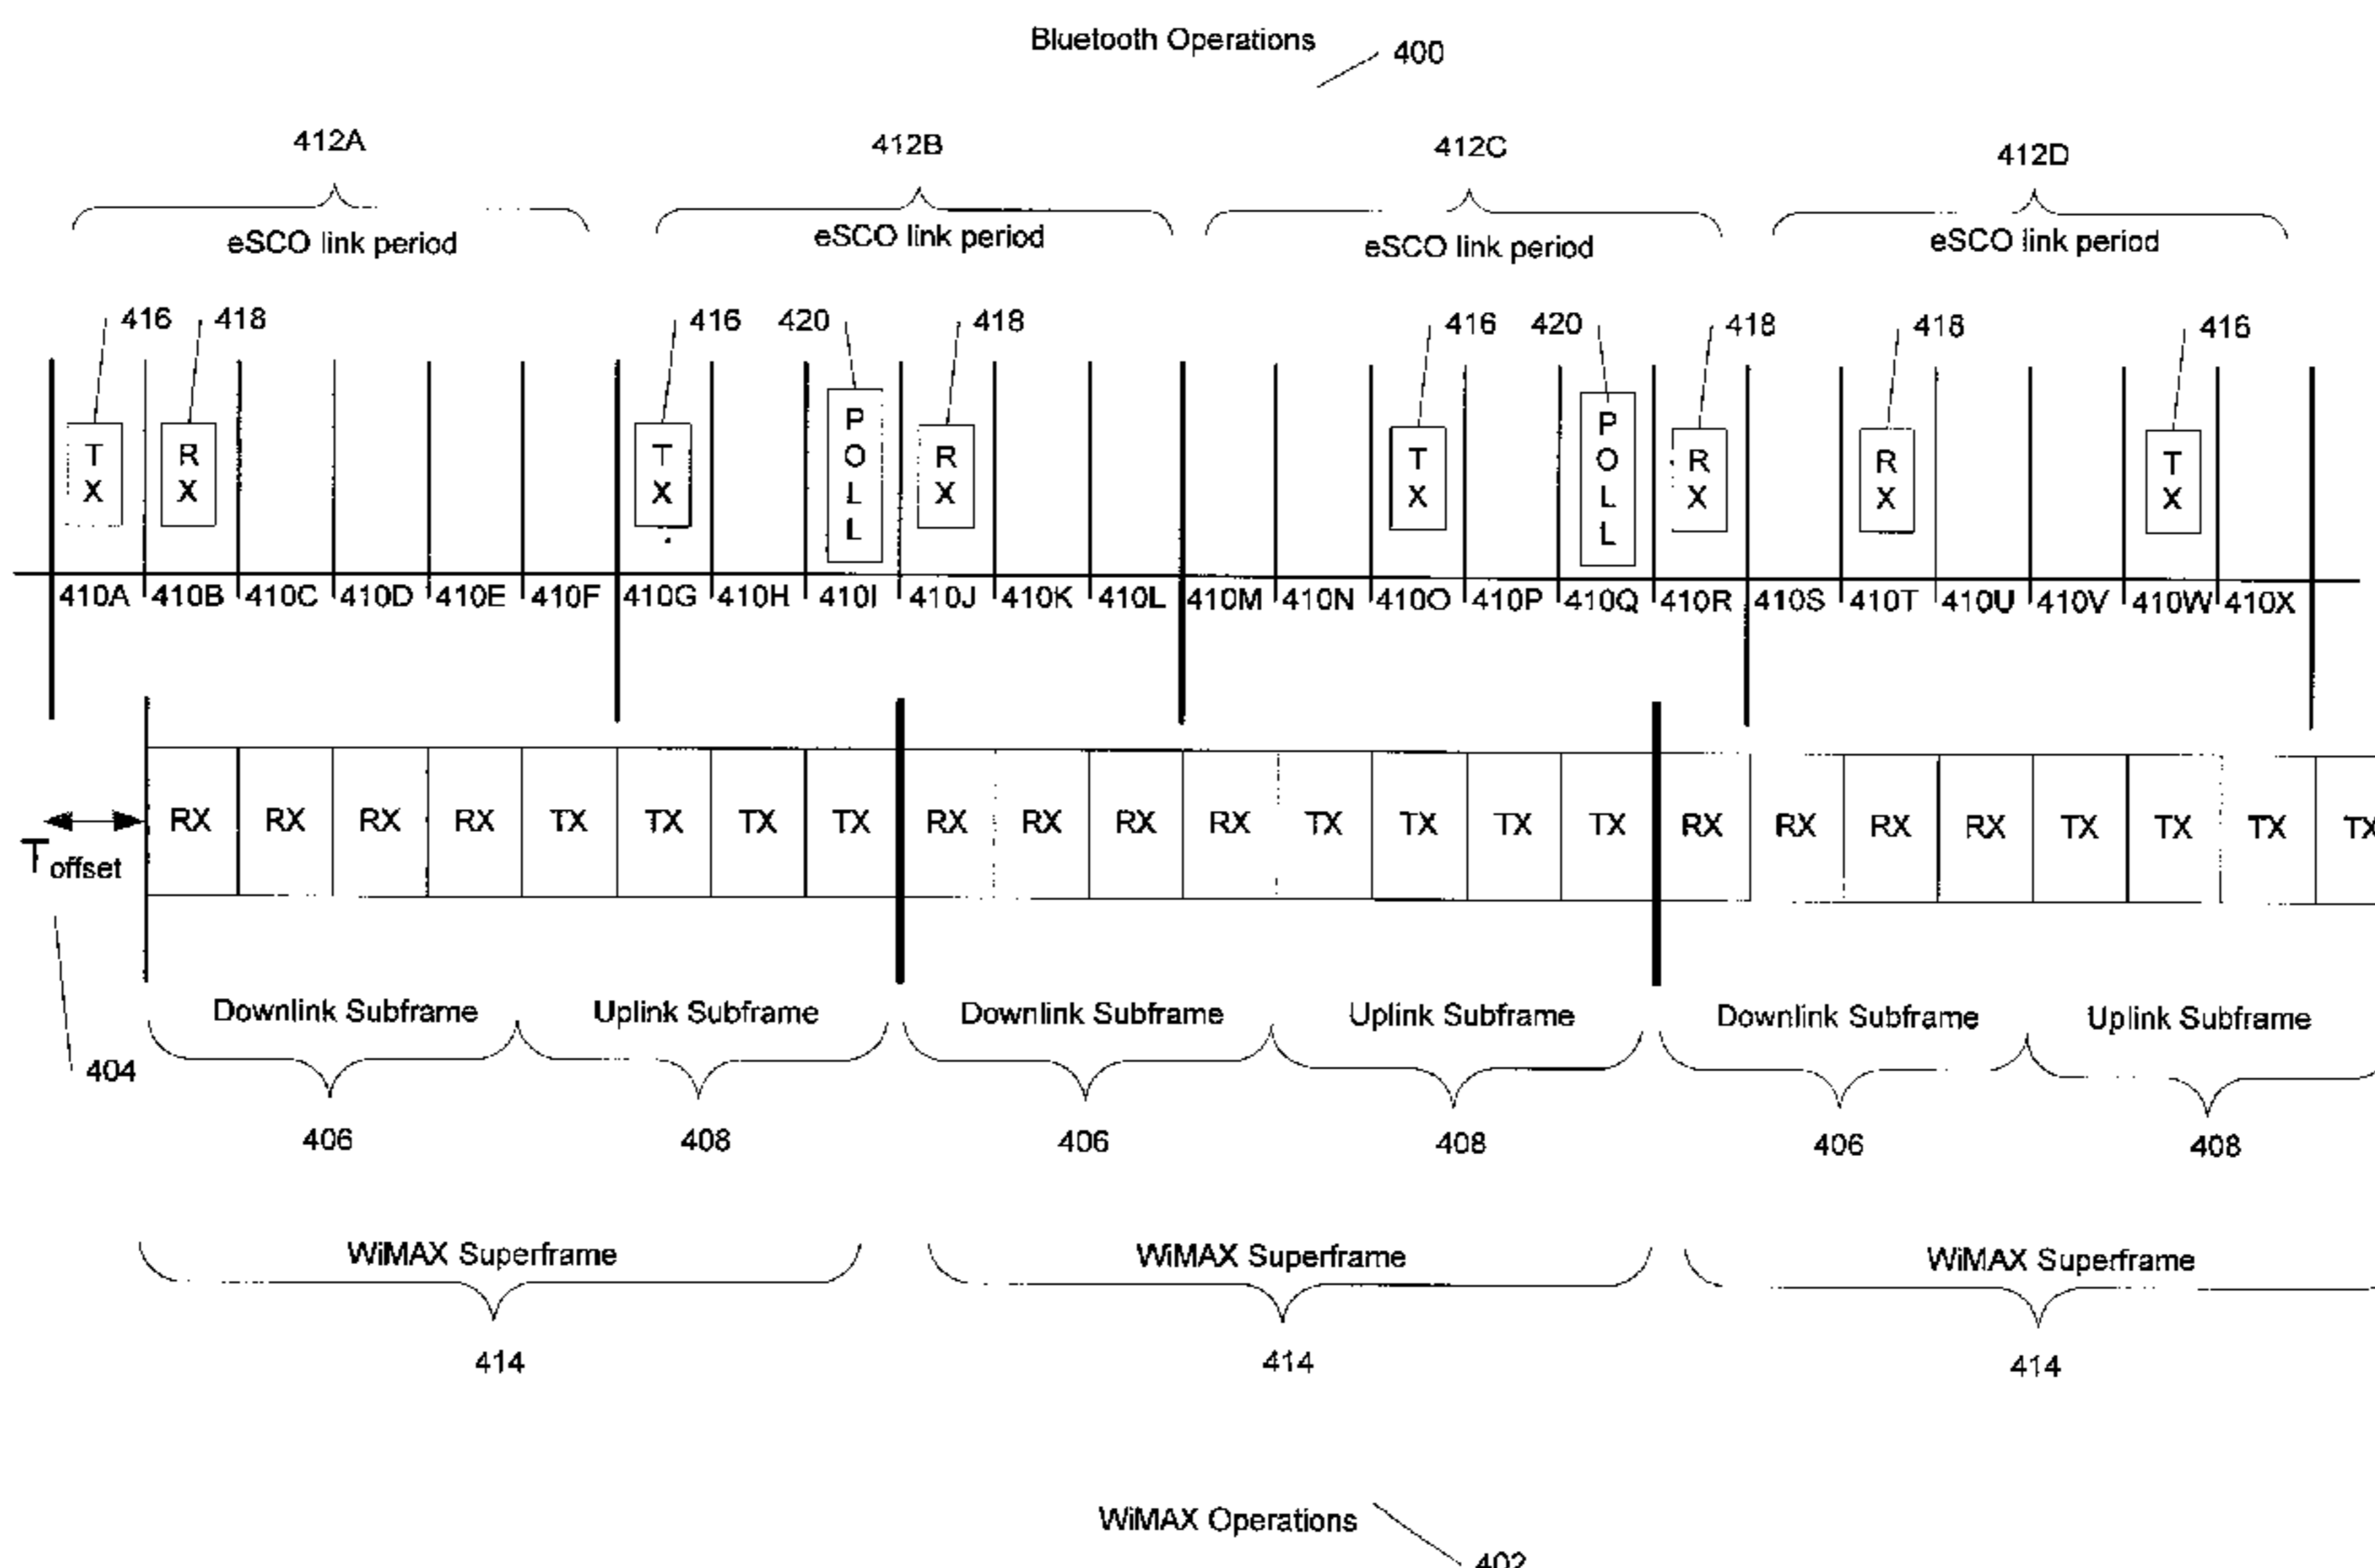 Bluetooth Operations
400
412A 412B 412C 412D
eSCO link period eSCO link period eSCO link period eSCO link period
416 418 416 420 418 416 420 418 418 416
TX RX TX POLL RX TX POLL RX RX TX
410A 410B 410C 410D 410E 410F 410G 410H 410I 410J 410K 410L 410M 410N 410O 410P 410Q 410R 410S 410T 410U 410V 410W 410X
RX RX RX RX TX TX TX TX RX RX RX RX TX TX TX TX RX RX RX RX TX TX TX TX
Toffset
Downlink Subframe Uplink Subframe Downlink Subframe Uplink Subframe Downlink Subframe Uplink Subframe
404
406 408 406 408 406 408
WiMAX Superframe WiMAX Superframe WiMAX Superframe
414 414 414
WiMAX Operations
402